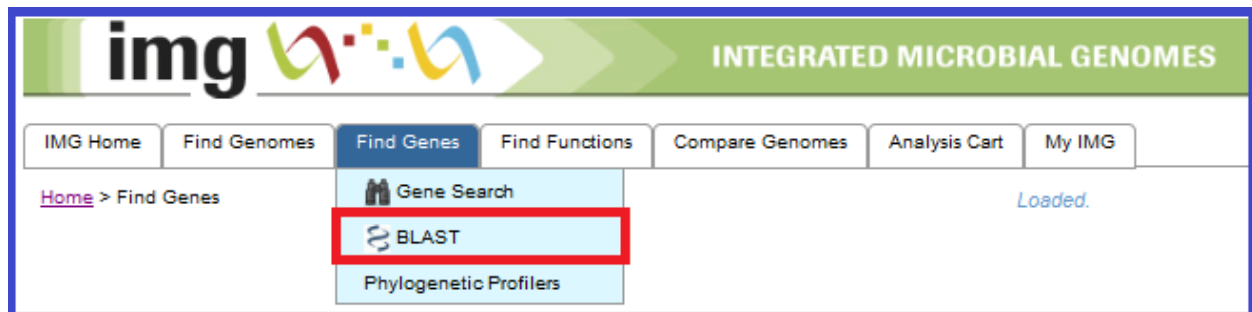 img INTEGRATED MICROBIAL GENOMES
IMG Home Find Genomes Find Genes Find Functions Compare Genomes Analysis Cart My IMG
Home > Find Genes Loaded.
Gene Search
BLAST
Phylogenetic Profilers